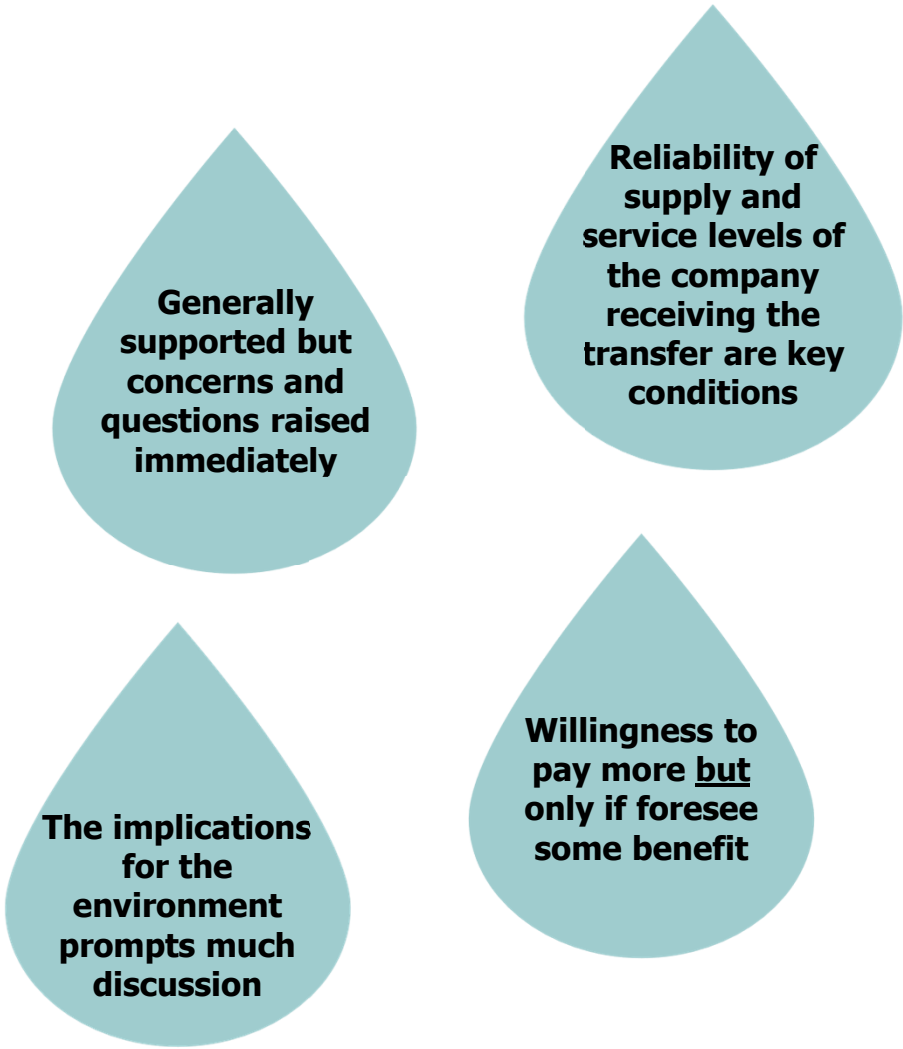 Generally
supported but
concerns and
questions raised
immediately
Reliability of
supply and
service levels of
the company
receiving the
transfer are key
conditions
The implications
for the
environment
prompts much
discussion
Willingness to
pay more but
only if foresee
some benefit